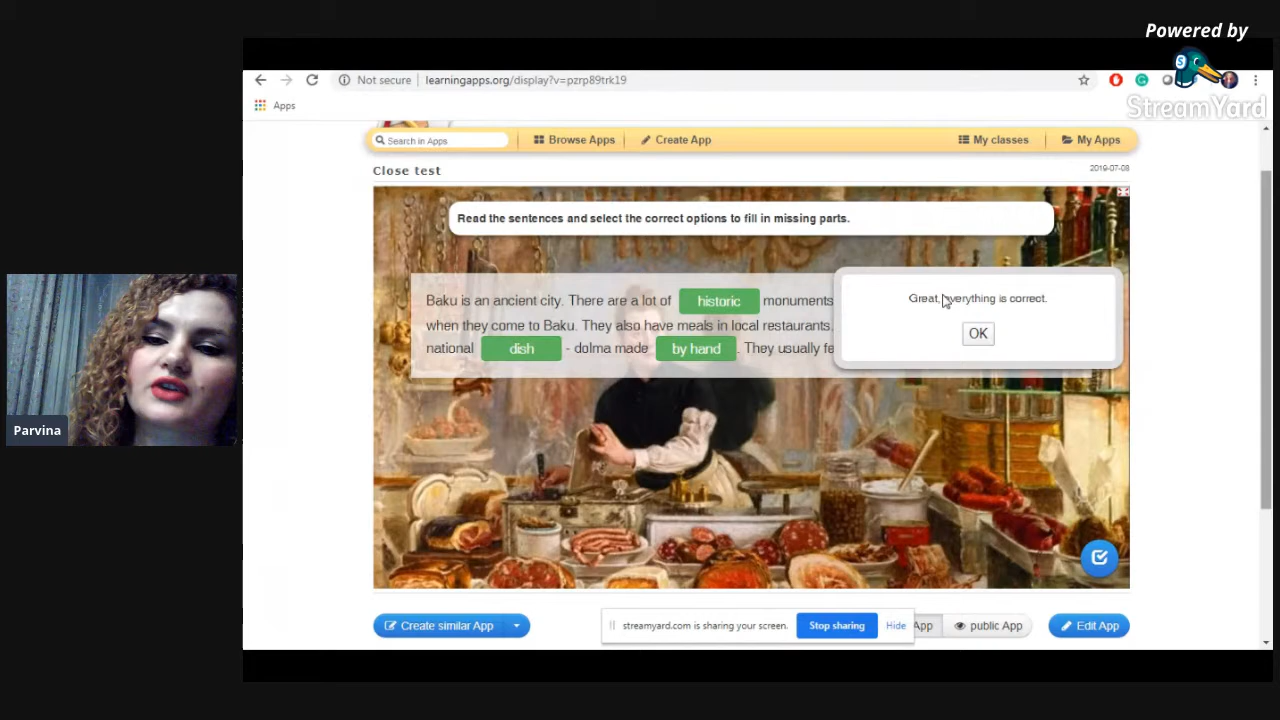 Powered by
StreamYard
Not secure | learningapps.org/display?v=pzrp89trk19
Apps
Search in Apps
Browse Apps
Create App
My classes
My Apps
Close test
2019-07-08
Read the sentences and select the correct options to fill in missing parts.
Baku is an ancient city. There are a lot of historic monuments
when they come to Baku. They also have meals in local restaurants.
national dish - dolma made by hand . They usually fe
Great, everything is correct.
OK
Parvina
Create similar App
streamyard.com is sharing your screen.
Stop sharing
Hide
App
public App
Edit App